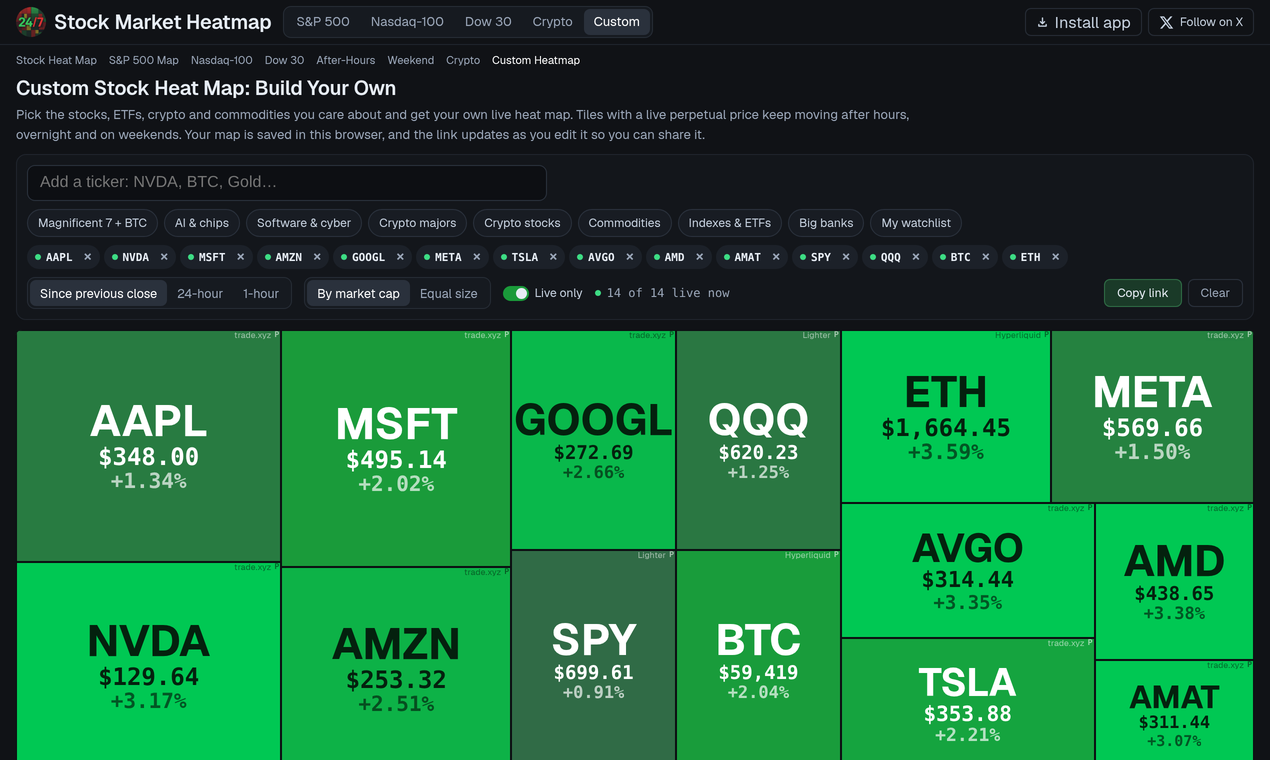 24/7 Stock Market Heatmap S&P 500 Nasdaq-100 Dow 30 Crypto Custom Install app Follow on X
Stock Heat Map S&P 500 Map Nasdaq-100 Dow 30 After-Hours Weekend Crypto Custom Heatmap
Custom Stock Heat Map: Build Your Own
Pick the stocks, ETFs, crypto and commodities you care about and get your own live heat map. Tiles with a live perpetual price keep moving after hours,
overnight and on weekends. Your map is saved in this browser, and the link updates as you edit it so you can share it.
Add a ticker: NVDA, BTC, Gold…
Magnificent 7 + BTC AI & chips Software & cyber Crypto majors Crypto stocks Commodities Indexes & ETFs Big banks My watchlist
AAPL × NVDA × MSFT × AMZN × GOOGL × META × TSLA × AVGO × AMD × AMAT × SPY × QQQ × BTC × ETH ×
Since previous close 24-hour 1-hour By market cap Equal size Live only 14 of 14 live now Copy link Clear
trade.xyz P
AAPL
$348.00
+1.34%
trade.xyz P
MSFT
$495.14
+2.02%
trade.xyz P
GOOGL
$272.69
+2.66%
Lighter P
QQQ
$620.23
+1.25%
Hyperliquid P
ETH
$1,664.45
+3.59%
trade.xyz P
META
$569.66
+1.50%
trade.xyz P
NVDA
$129.64
+3.17%
trade.xyz P
AMZN
$253.32
+2.51%
Lighter P
SPY
$699.61
+0.91%
Hyperliquid P
BTC
$59,419
+2.04%
trade.xyz P
AVGO
$314.44
+3.35%
trade.xyz P
AMD
$438.65
+3.38%
trade.xyz P
TSLA
$353.88
+2.21%
trade.xyz P
AMAT
$311.44
+3.07%